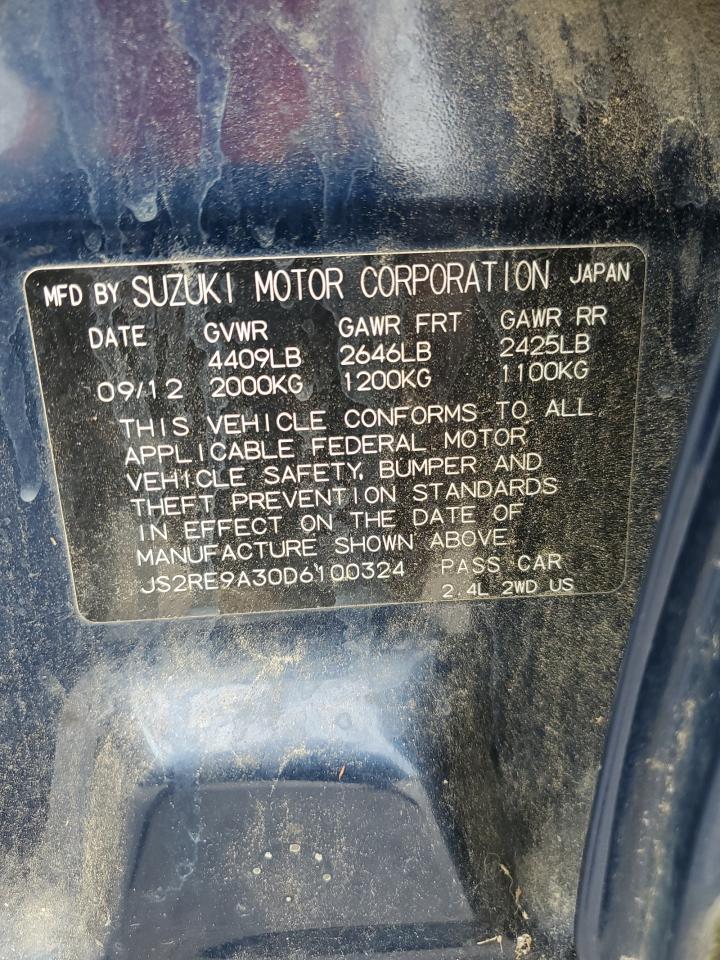 MFD BY SUZUKI MOTOR CORPORATION JAPAN
DATE GVWR GAWR FRT GAWR RR
4409LB 2646LB 2425LB
09/12 2000KG 1200KG 1100KG
THIS VEHICLE CONFORMS TO ALL
APPLICABLE FEDERAL MOTOR
VEHICLE SAFETY, BUMPER AND
THEFT PREVENTION STANDARDS
IN EFFECT ON THE DATE OF
MANUFACTURE SHOWN ABOVE.
JS2RE9A30D6100324 PASS CAR
2.4L 2WD US